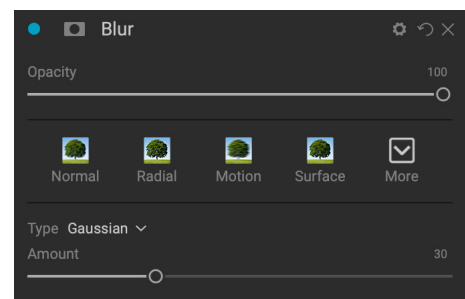 Blur
Opacity 100
Normal Radial Motion Surface More
Type Gaussian
Amount 30